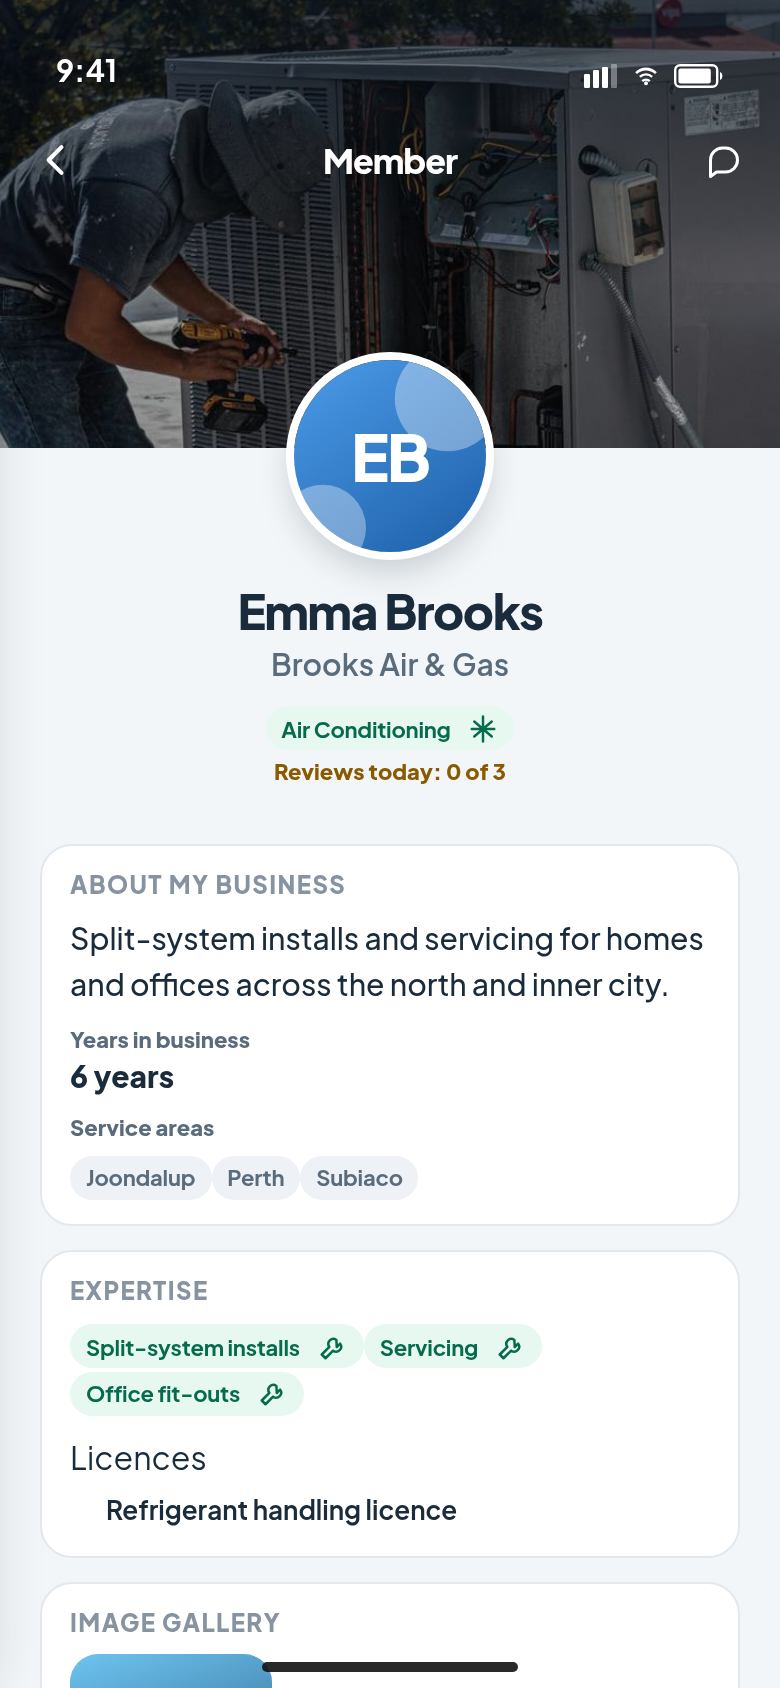 9:41
Member
EB
Emma Brooks
Brooks Air & Gas
Air Conditioning
Reviews today: 0 of 3
ABOUT MY BUSINESS
Split-system installs and servicing for homes
and offices across the north and inner city.
Years in business
6 years
Service areas
Joondalup Perth Subiaco
EXPERTISE
Split-system installs Servicing
Office fit-outs
Licences
Refrigerant handling licence
IMAGE GALLERY